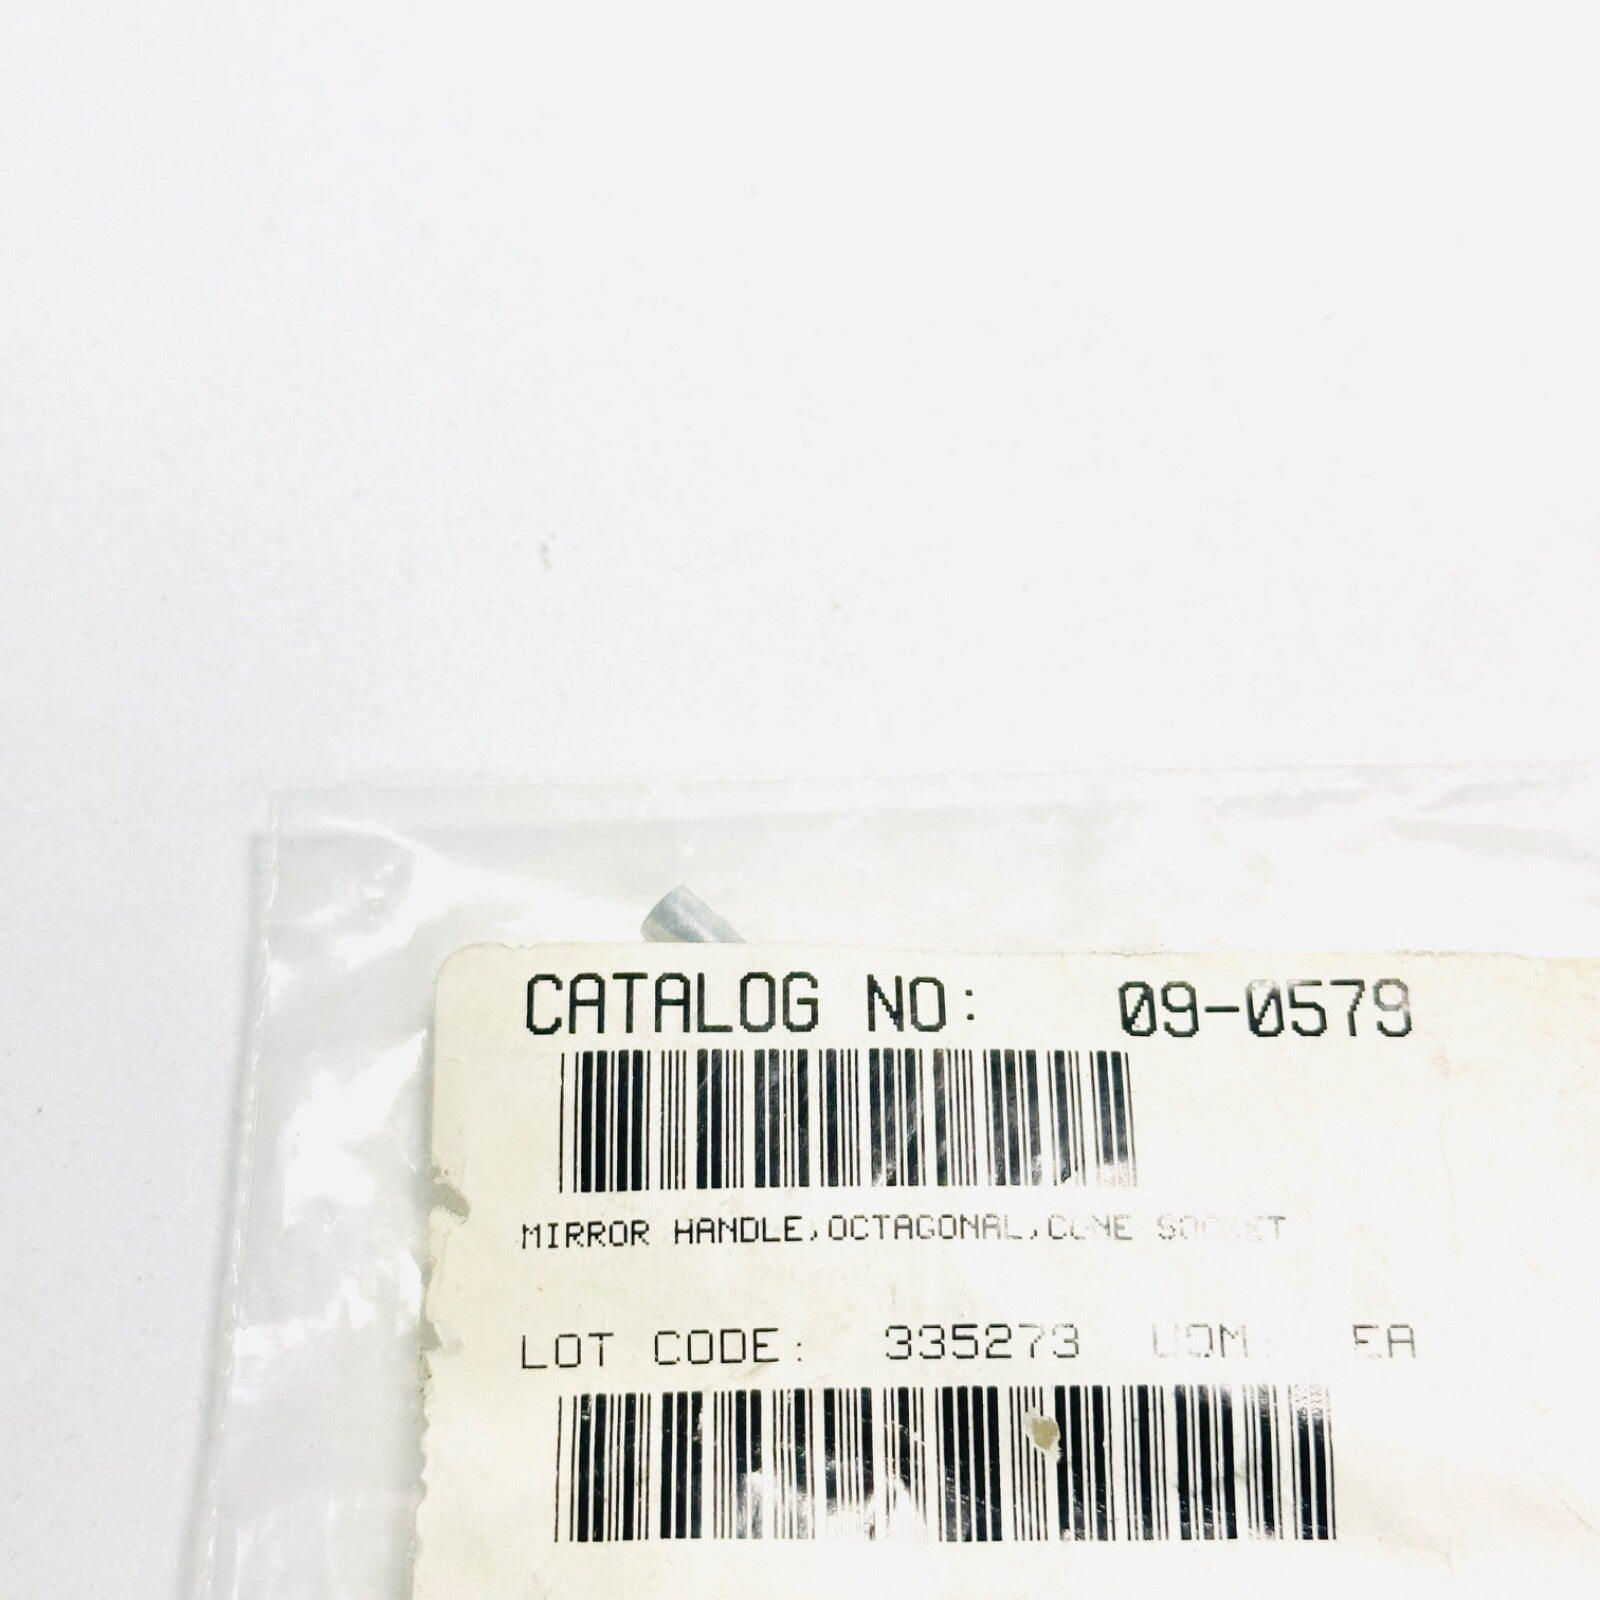 CATALOG NO: 09-0579
MIRROR HANDLE,OCTAGONAL,CONE SOCKET
LOT CODE: 335273 UOM: EA